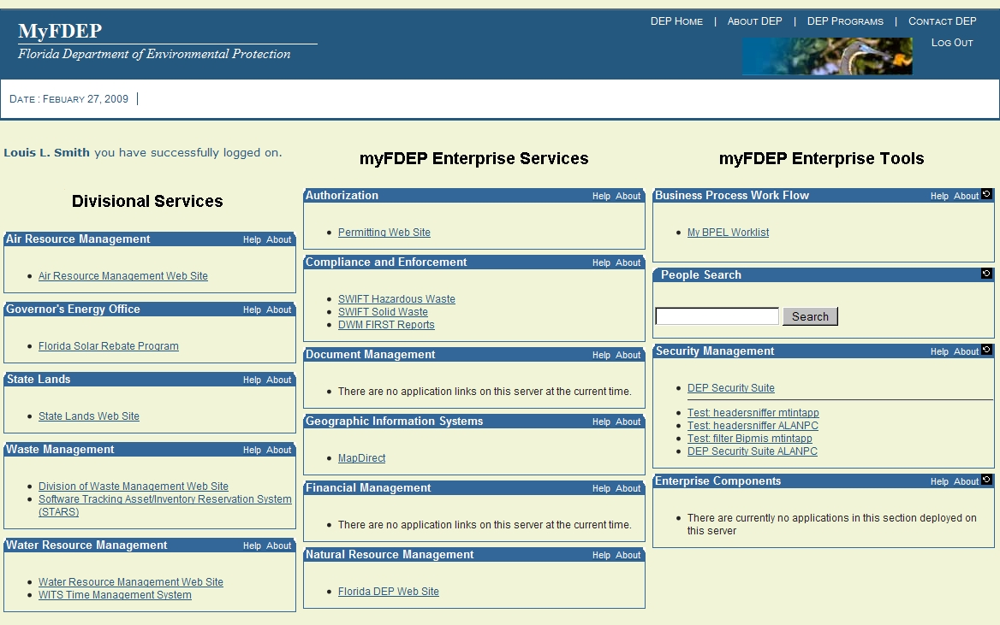 MyFDEP
Florida Department of Environmental Protection
DEP Home | About DEP | DEP Programs | Contact DEP
Log Out
Date : Febuary 27, 2009 |
Louis L. Smith you have successfully logged on.
Divisional Services
Air Resource Management Help About
Air Resource Management Web Site
Governor's Energy Office Help About
Florida Solar Rebate Program
State Lands Help About
State Lands Web Site
Waste Management Help About
Division of Waste Management Web Site
Software Tracking Asset/Inventory Reservation System
(STARS)
Water Resource Management Help About
Water Resource Management Web Site
WITS Time Management System
myFDEP Enterprise Services
Authorization Help About
Permitting Web Site
Compliance and Enforcement Help About
SWIFT Hazardous Waste
SWIFT Solid Waste
DWM FIRST Reports
Document Management Help About
There are no application links on this server at the current time.
Geographic Information Systems Help About
MapDirect
Financial Management Help About
There are no application links on this server at the current time.
Natural Resource Management Help About
Florida DEP Web Site
myFDEP Enterprise Tools
Business Process Work Flow Help About
My BPEL Worklist
People Search
Search
Security Management Help About
DEP Security Suite
Test: headersniffer mtintapp
Test: headersniffer ALANPC
Test: filter Bipmis mtintapp
DEP Security Suite ALANPC
Enterprise Components Help About
There are currently no applications in this section deployed on
this server